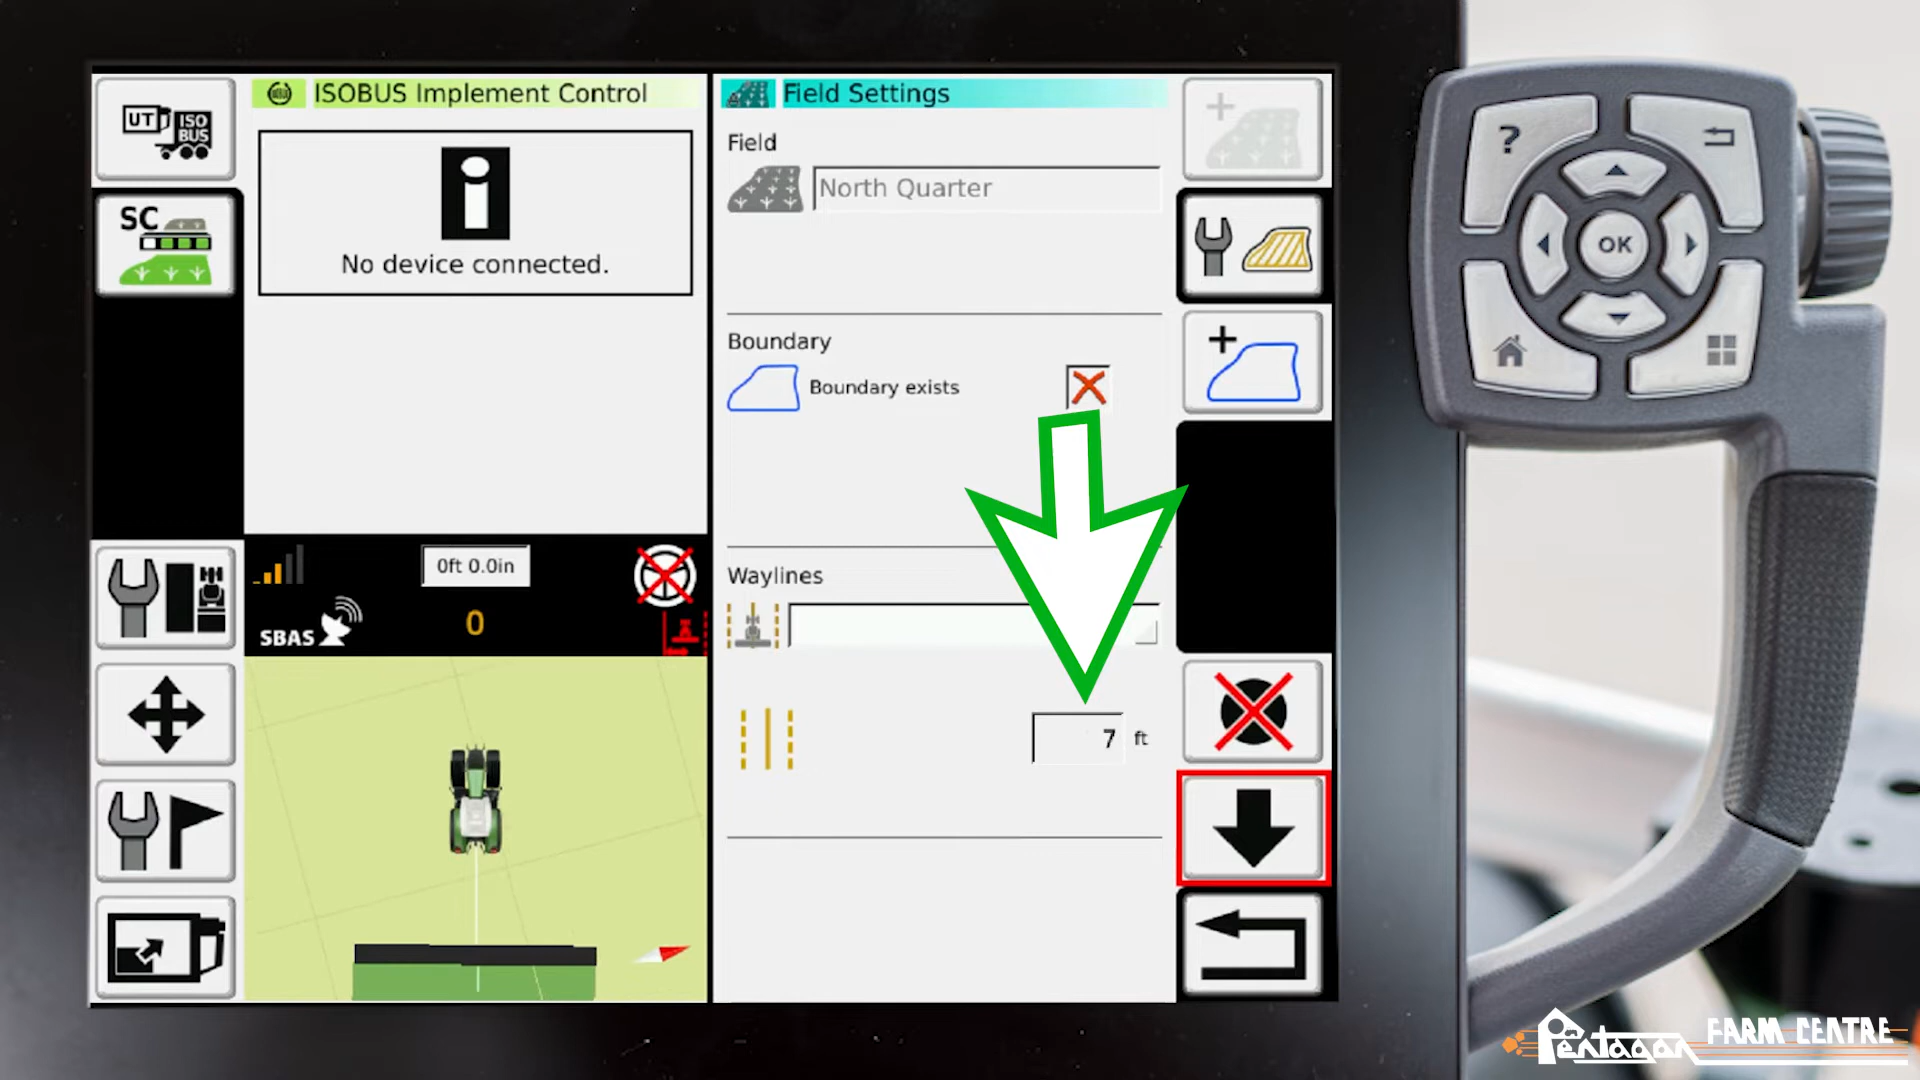 UT
ISO
BUS
ISOBUS Implement Control
No device connected.
SC
0ft 0.0in
SBAS
0
Field Settings
Field
North Quarter
Boundary
Boundary exists
Waylines
7 ft
?
OK
Pentagon FARM CENTRE